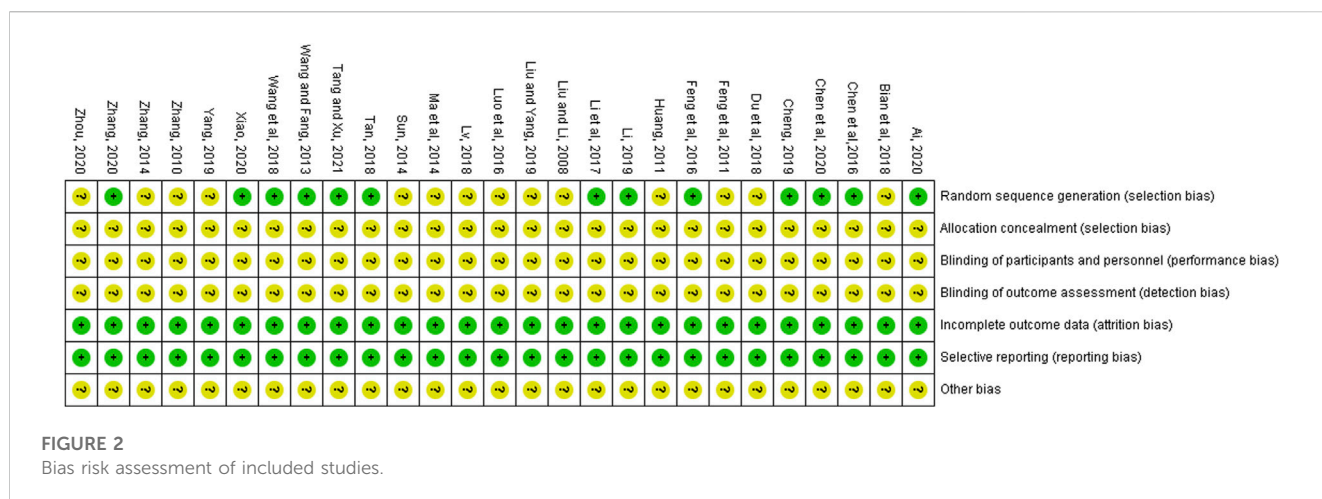 Zhou, 2020
Zhang, 2020
Zhang, 2014
Zhang, 2010
Yang, 2019
Xiao, 2020
Wang et al, 2018
Wang and Fang, 2013
Tang and Xu, 2021
Tan, 2018
Sun, 2014
Ma et al, 2014
Lv, 2018
Luo et al, 2016
Liu and Yang, 2019
Liu and Li, 2008
Li et al, 2017
Li, 2019
Huang, 2011
Feng et al, 2016
Feng et al, 2011
Du et al, 2018
Cheng, 2019
Chen et al, 2020
Chen et al,2016
Bian et al, 2018
Ai, 2020
? + ? ? ? + + + + + ? ? ? ? ? ? + + ? + ? ? + + + ? + Random sequence generation (selection bias)
? ? ? ? ? ? ? ? ? ? ? ? ? ? ? ? ? ? ? ? ? ? ? ? ? ? ? Allocation concealment (selection bias)
? ? ? ? ? ? ? ? ? ? ? ? ? ? ? ? ? ? ? ? ? ? ? ? ? ? ? Blinding of participants and personnel (performance bias)
? ? ? ? ? ? ? ? ? ? ? ? ? ? ? ? ? ? ? ? ? ? ? ? ? ? ? Blinding of outcome assessment (detection bias)
+ + + + + + + + + + + + + + + + + + + + + + + + + + + Incomplete outcome data (attrition bias)
+ + + + + + + + + + + + + + + + + + + + + + + + + + + Selective reporting (reporting bias)
? ? ? ? ? ? ? ? ? ? ? ? ? ? ? ? ? ? ? ? ? ? ? ? ? ? ? Other bias
FIGURE 2
Bias risk assessment of included studies.